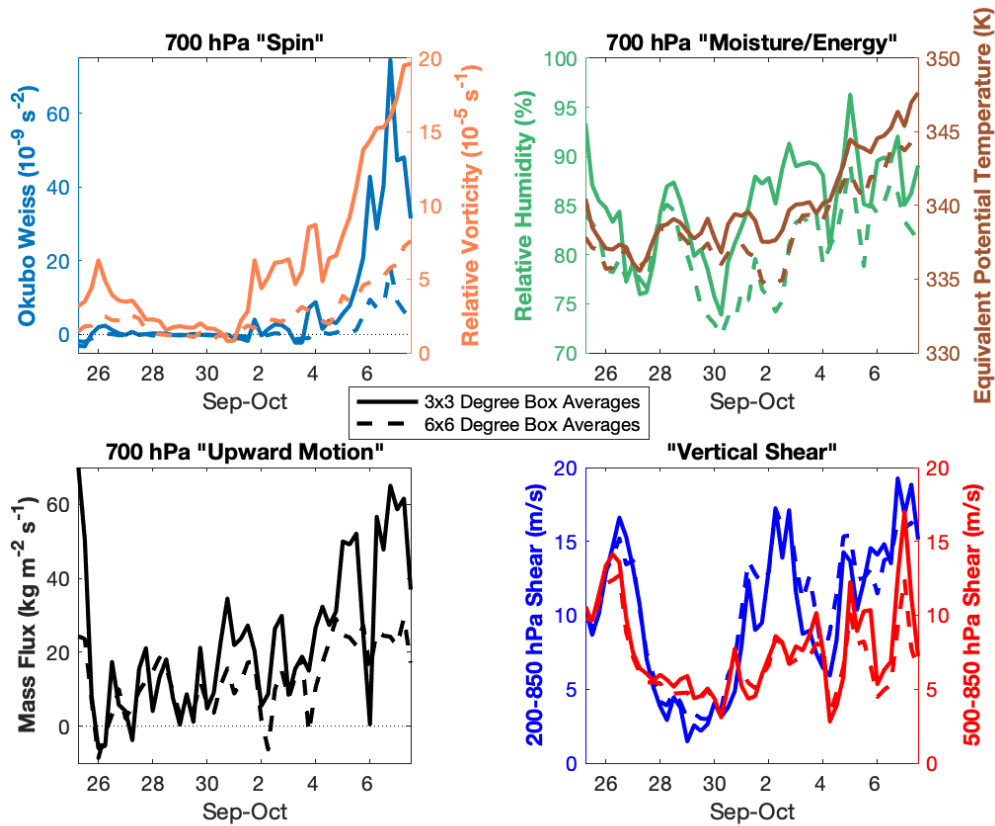 700 hPa "Spin"
Okubo Weiss (10-9 s-2)
60
40
20
0
20
15
10
5
0
Relative Vorticity (10-5 s-1)
26 28 30 2 4 6
Sep-Oct
700 hPa "Moisture/Energy"
Relative Humidity (%)
100
95
90
85
80
75
70
350
345
340
335
330
Equivalent Potential Temperature (K)
26 28 30 2 4 6
Sep-Oct
3x3 Degree Box Averages
6x6 Degree Box Averages
700 hPa "Upward Motion"
Mass Flux (kg m-2 s-1)
60
40
20
0
26 28 30 2 4 6
Sep-Oct
"Vertical Shear"
200-850 hPa Shear (m/s)
20
15
10
5
0
20
15
10
5
0
500-850 hPa Shear (m/s)
26 28 30 2 4 6
Sep-Oct